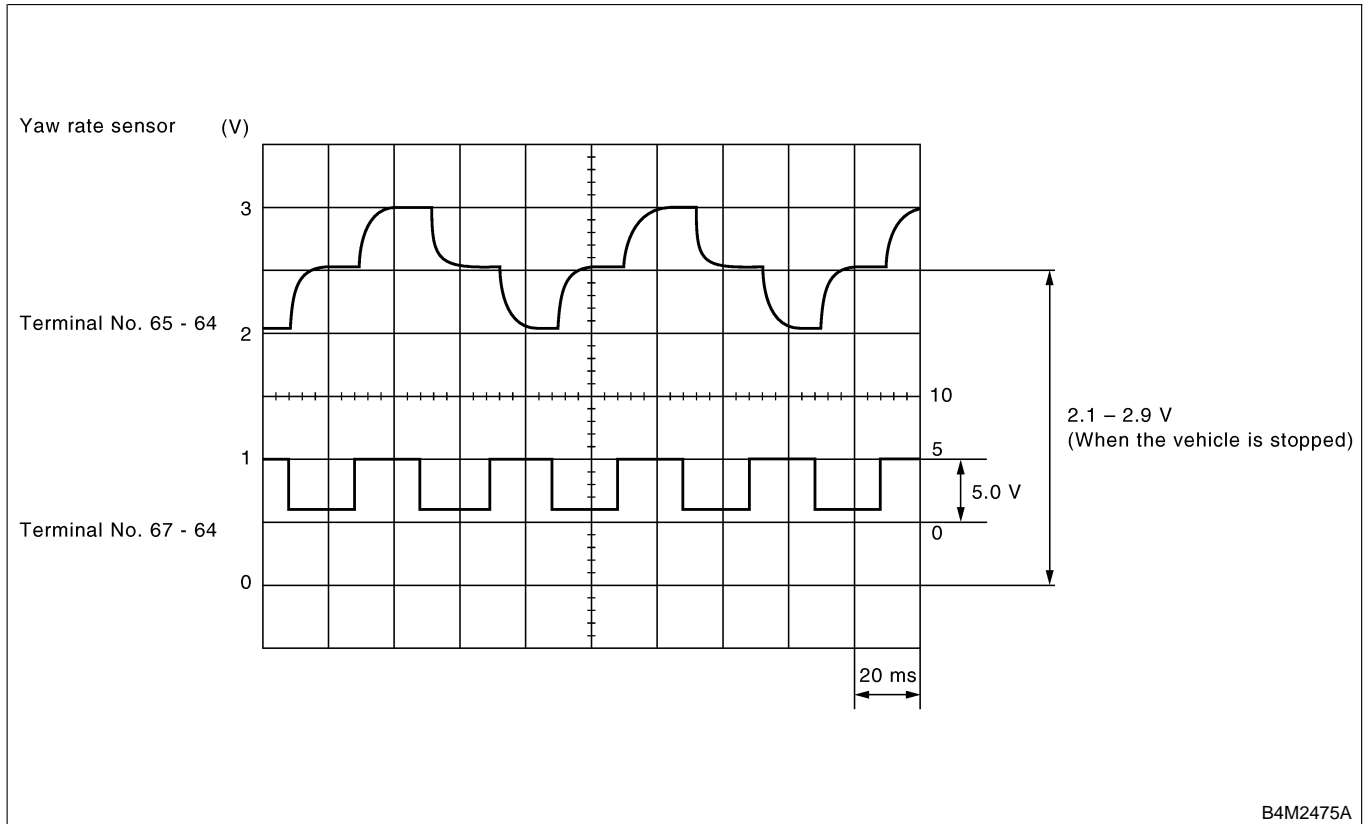 Yaw rate sensor (V)
3
Terminal No. 65 - 64
2
10
2.1 – 2.9 V
(When the vehicle is stopped)
1
5
5.0 V
Terminal No. 67 - 64
0
0
20 ms
B4M2475A